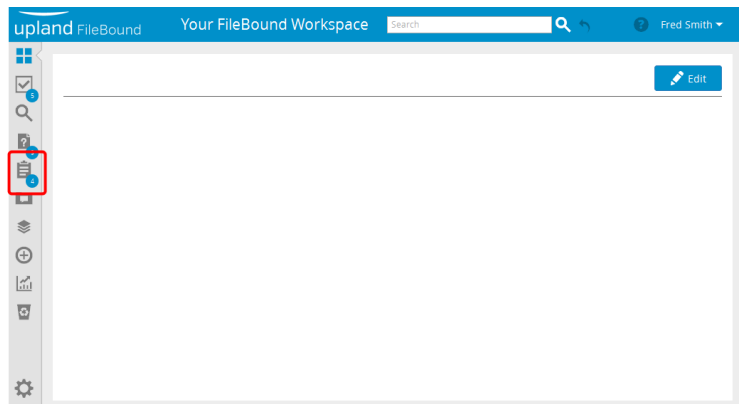 upland FileBound
Your FileBound Workspace
Search
Fred Smith
Edit
5
4